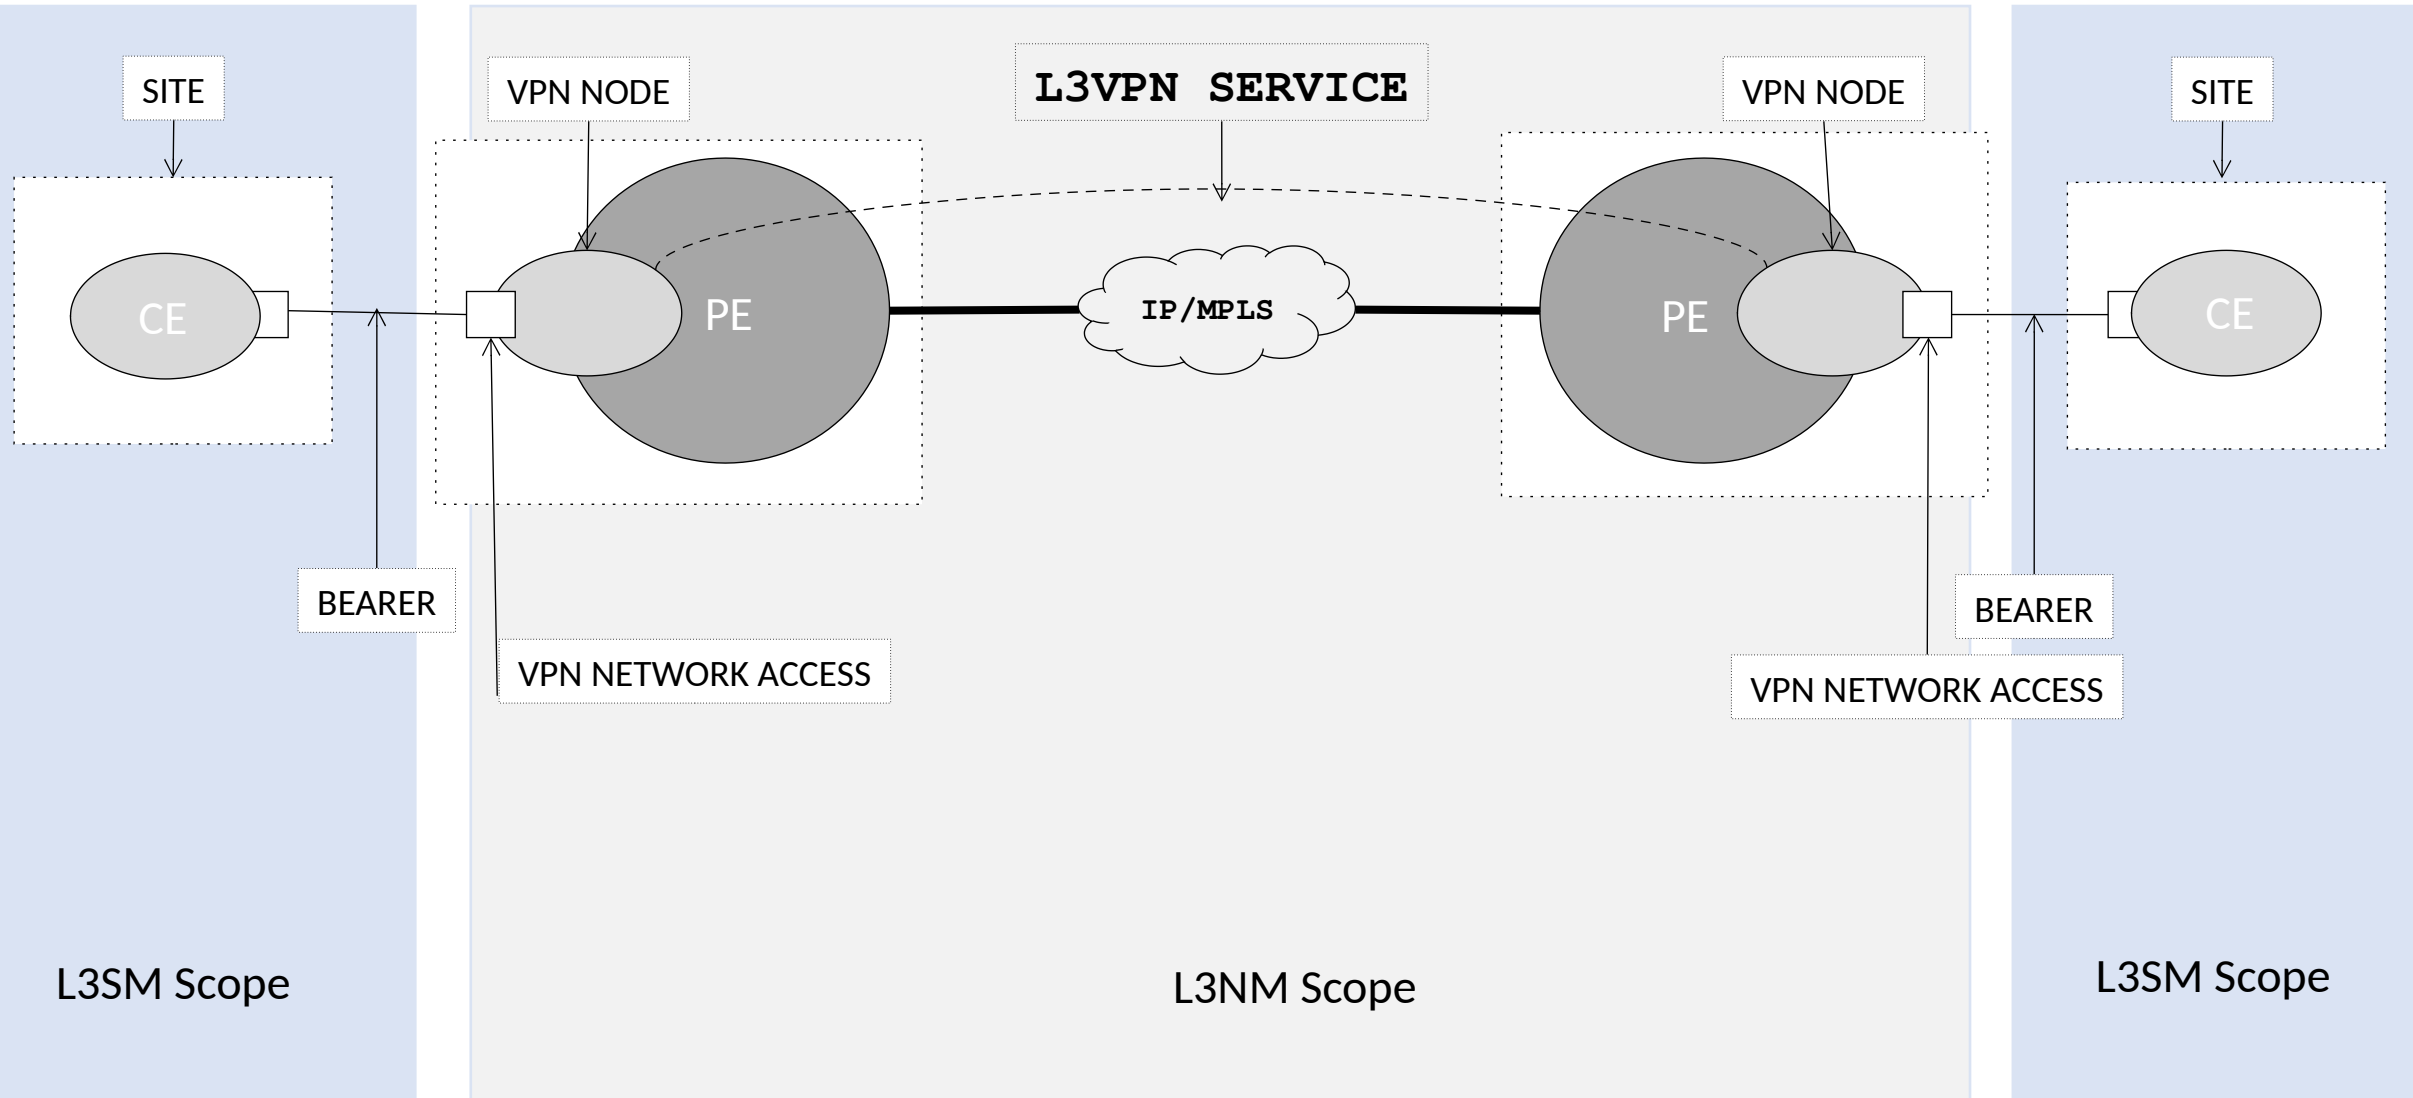 SITE
VPN NODE
L3VPN SERVICE
VPN NODE
SITE
CE
PE
IP/MPLS
PE
CE
BEARER
BEARER
VPN NETWORK ACCESS
VPN NETWORK ACCESS
L3SM Scope
L3NM Scope
L3SM Scope